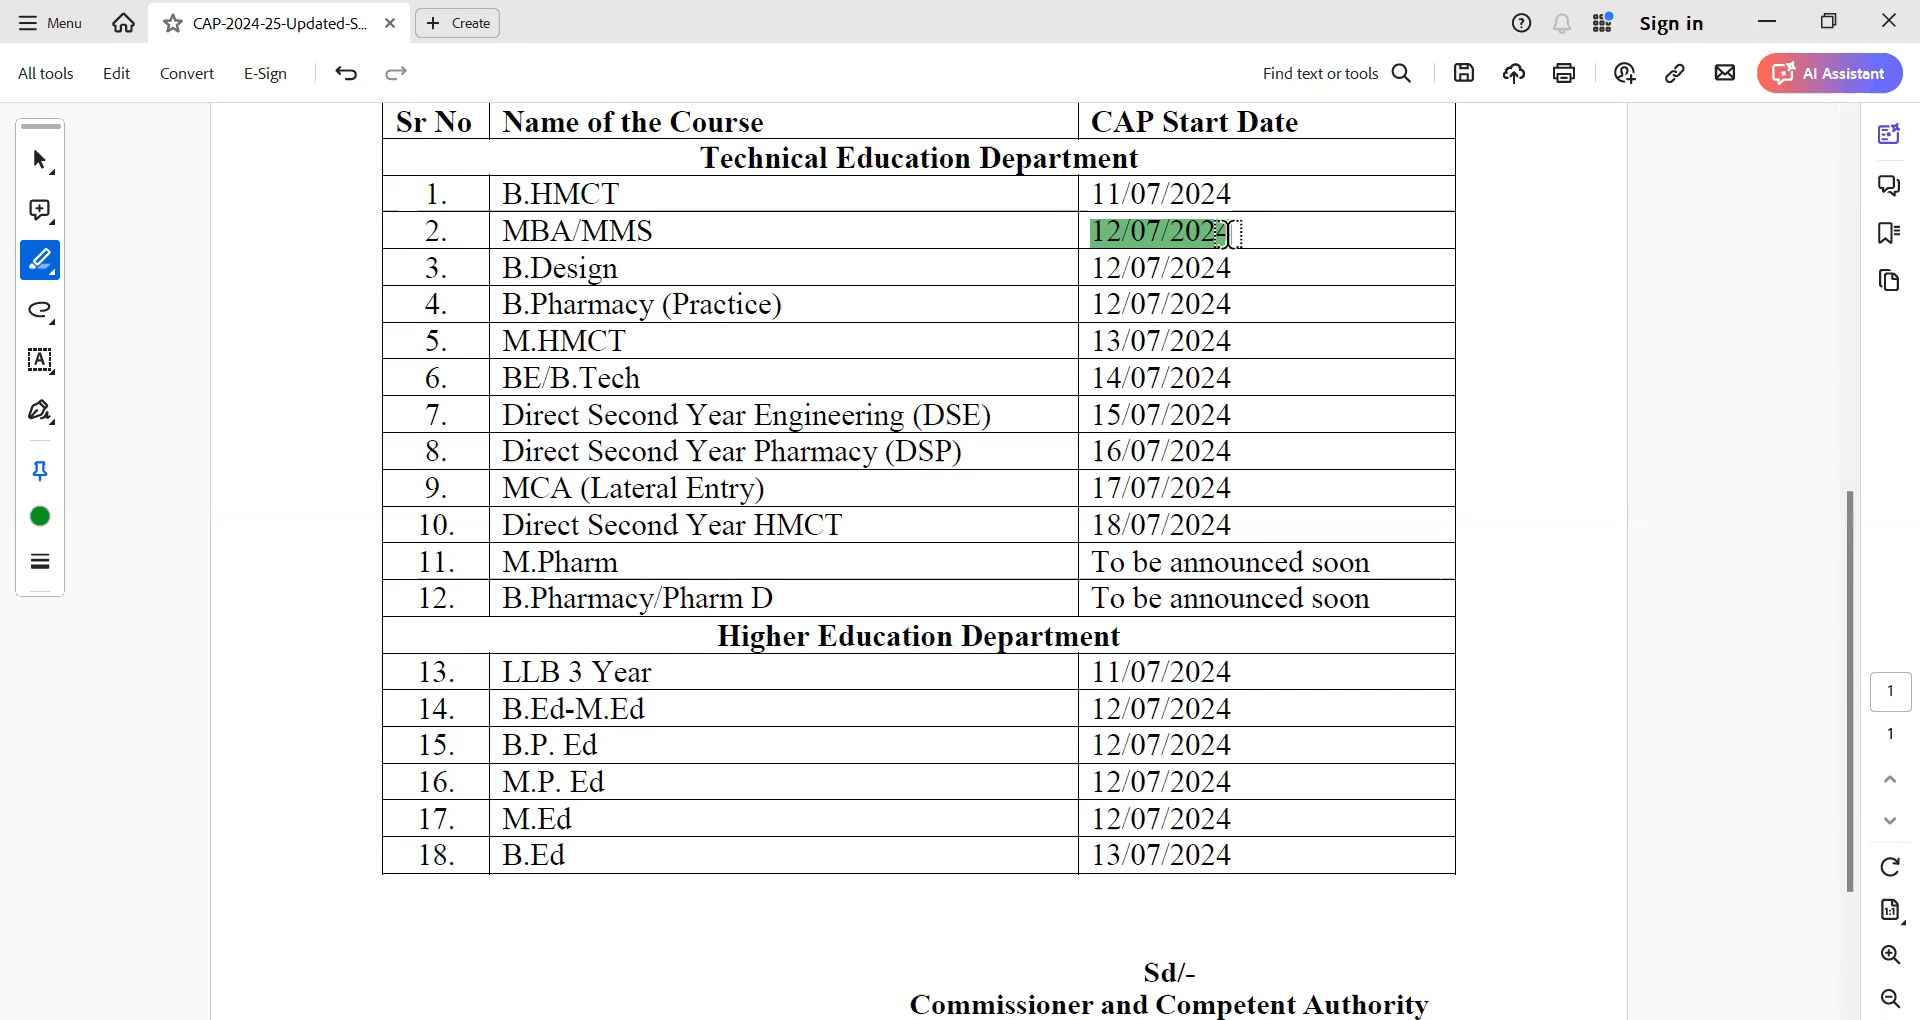 Menu
CAP-2024-25-Updated-S...
Create
Sign in
All tools
Edit
Convert
E-Sign
Find text or tools
AI Assistant
Sr No Name of the Course CAP Start Date
Technical Education Department
1. B.HMCT 11/07/2024
2. MBA/MMS 12/07/2024
3. B.Design 12/07/2024
4. B.Pharmacy (Practice) 12/07/2024
5. M.HMCT 13/07/2024
6. BE/B.Tech 14/07/2024
7. Direct Second Year Engineering (DSE) 15/07/2024
8. Direct Second Year Pharmacy (DSP) 16/07/2024
9. MCA (Lateral Entry) 17/07/2024
10. Direct Second Year HMCT 18/07/2024
11. M.Pharm To be announced soon
12. B.Pharmacy/Pharm D To be announced soon
Higher Education Department
13. LLB 3 Year 11/07/2024
14. B.Ed-M.Ed 12/07/2024
15. B.P. Ed 12/07/2024
16. M.P. Ed 12/07/2024
17. M.Ed 12/07/2024
18. B.Ed 13/07/2024
Sd/-
Commissioner and Competent Authority
1
1